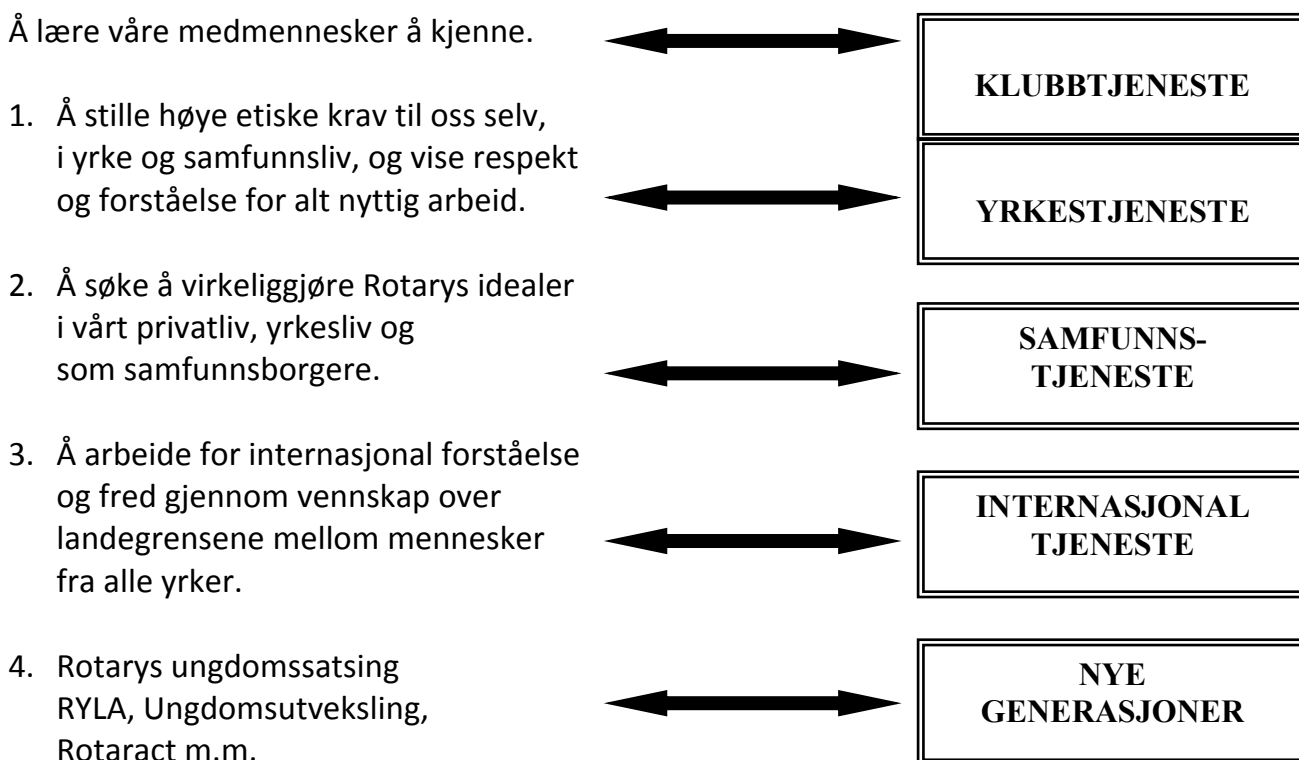 Å lære våre medmennesker å kjenne.
KLUBBTJENESTE
1. Å stille høye etiske krav til oss selv,
i yrke og samfunnsliv, og vise respekt
og forståelse for alt nyttig arbeid.
YRKESTJENESTE
2. Å søke å virkeliggjøre Rotarys idealer
i vårt privatliv, yrkesliv og
som samfunnsborgere.
SAMFUNNS-
TJENESTE
3. Å arbeide for internasjonal forståelse
og fred gjennom vennskap over
landegrensene mellom mennesker
fra alle yrker.
INTERNASJONAL
TJENESTE
4. Rotarys ungdomssatsing
RYLA, Ungdomsutveksling,
Rotaract m.m.
NYE
GENERASJONER